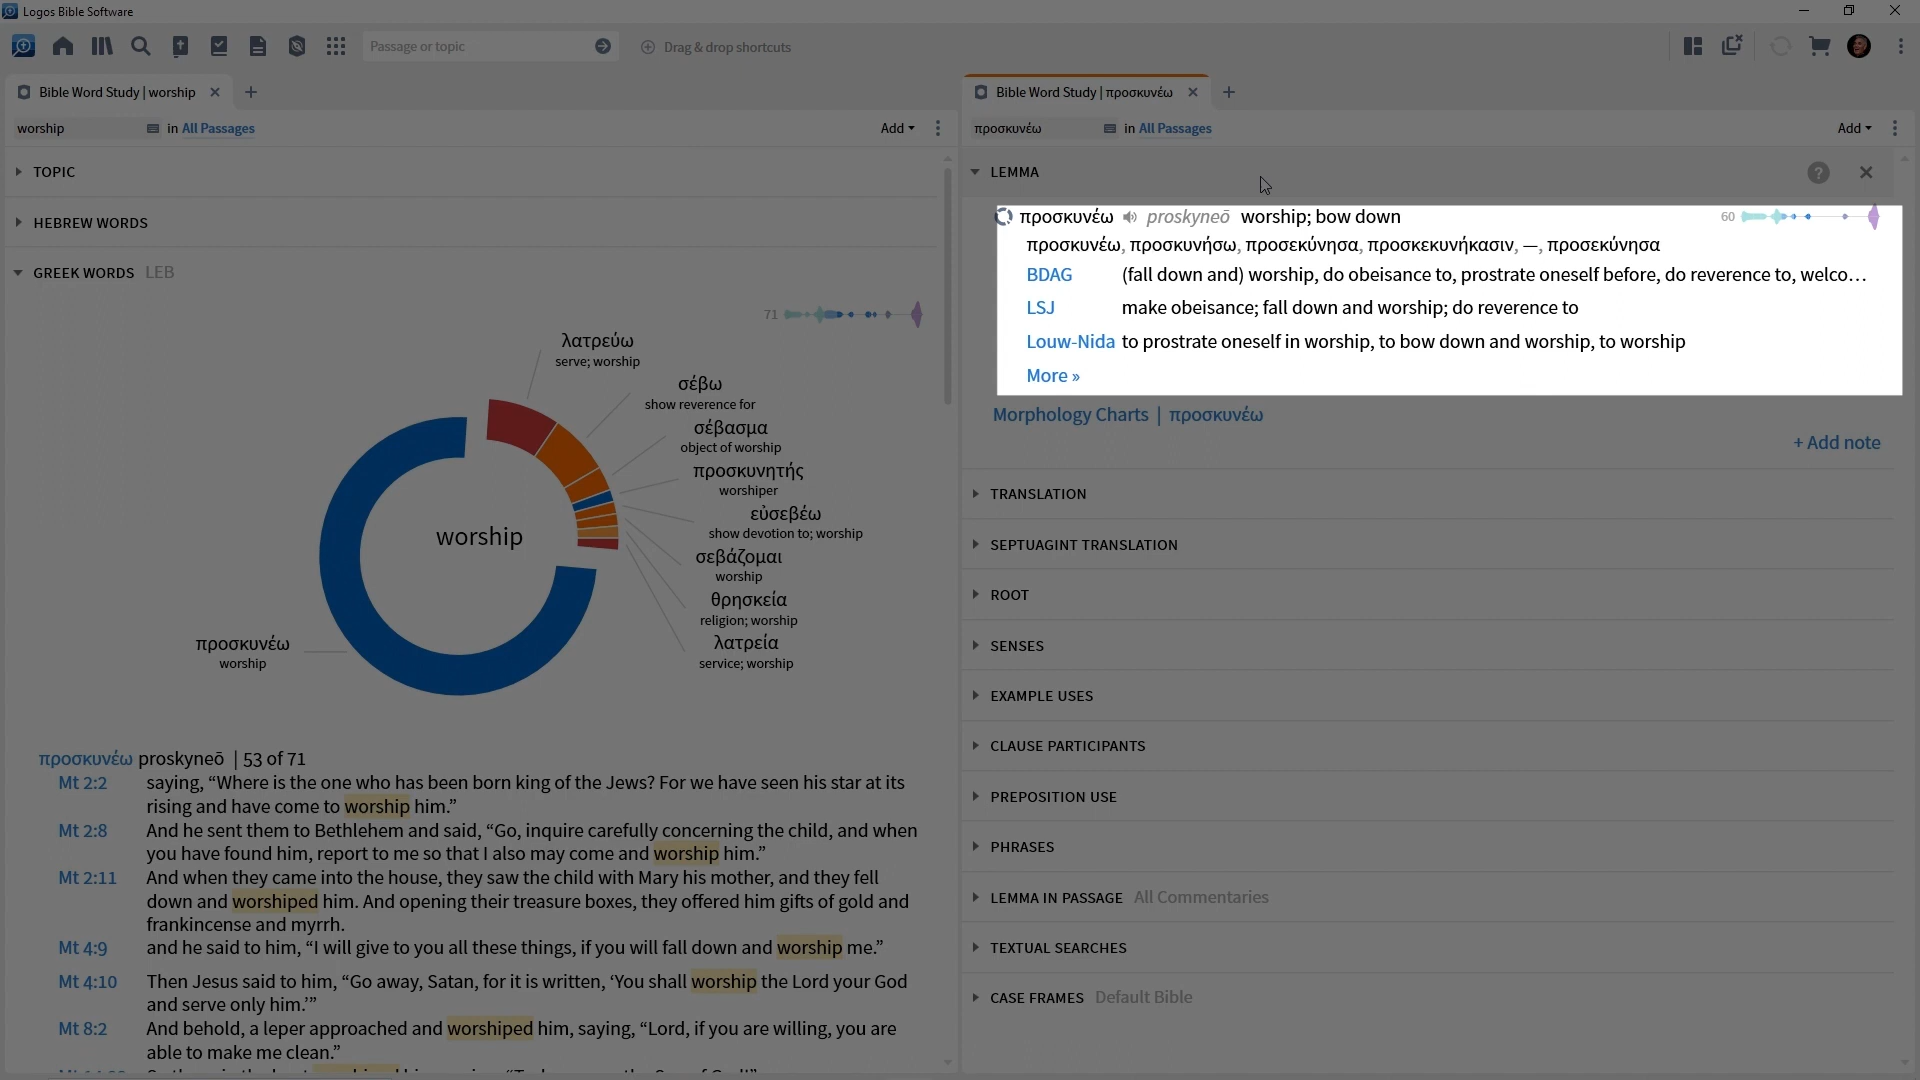 Logos Bible Software
Passage or topic
Drag & drop shortcuts
Bible Word Study | worship
worship in All Passages Add
TOPIC
HEBREW WORDS
GREEK WORDS LEB
71
λατρεύω
serve; worship
σέβω
show reverence for
σέβασμα
object of worship
προσκυνητής
worshiper
εὐσεβέω
show devotion to; worship
σεβάζομαι
worship
θρησκεία
religion; worship
λατρεία
service; worship
worship
προσκυνέω
worship
προσκυνέω proskyneō | 53 of 71
Mt 2:2 saying, “Where is the one who has been born king of the Jews? For we have seen his star at its
rising and have come to worship him.”
Mt 2:8 And he sent them to Bethlehem and said, “Go, inquire carefully concerning the child, and when
you have found him, report to me so that I also may come and worship him.”
Mt 2:11 And when they came into the house, they saw the child with Mary his mother, and they fell
down and worshiped him. And opening their treasure boxes, they offered him gifts of gold and
frankincense and myrrh.
Mt 4:9 and he said to him, “I will give to you all these things, if you will fall down and worship me.”
Mt 4:10 Then Jesus said to him, “Go away, Satan, for it is written, ‘You shall worship the Lord your God
and serve only him.’”
Mt 8:2 And behold, a leper approached and worshiped him, saying, “Lord, if you are willing, you are
able to make me clean.”
Bible Word Study | προσκυνέω
προσκυνέω in All Passages Add
LEMMA
προσκυνέω proskyneō worship; bow down 60
προσκυνέω, προσκυνήσω, προσεκύνησα, προσκεκυνήκασιν, —, προσεκύνησα
BDAG (fall down and) worship, do obeisance to, prostrate oneself before, do reverence to, welco…
LSJ make obeisance; fall down and worship; do reverence to
Louw-Nida to prostrate oneself in worship, to bow down and worship, to worship
More »
Morphology Charts | προσκυνέω
+ Add note
TRANSLATION
SEPTUAGINT TRANSLATION
ROOT
SENSES
EXAMPLE USES
CLAUSE PARTICIPANTS
PREPOSITION USE
PHRASES
LEMMA IN PASSAGE All Commentaries
TEXTUAL SEARCHES
CASE FRAMES Default Bible